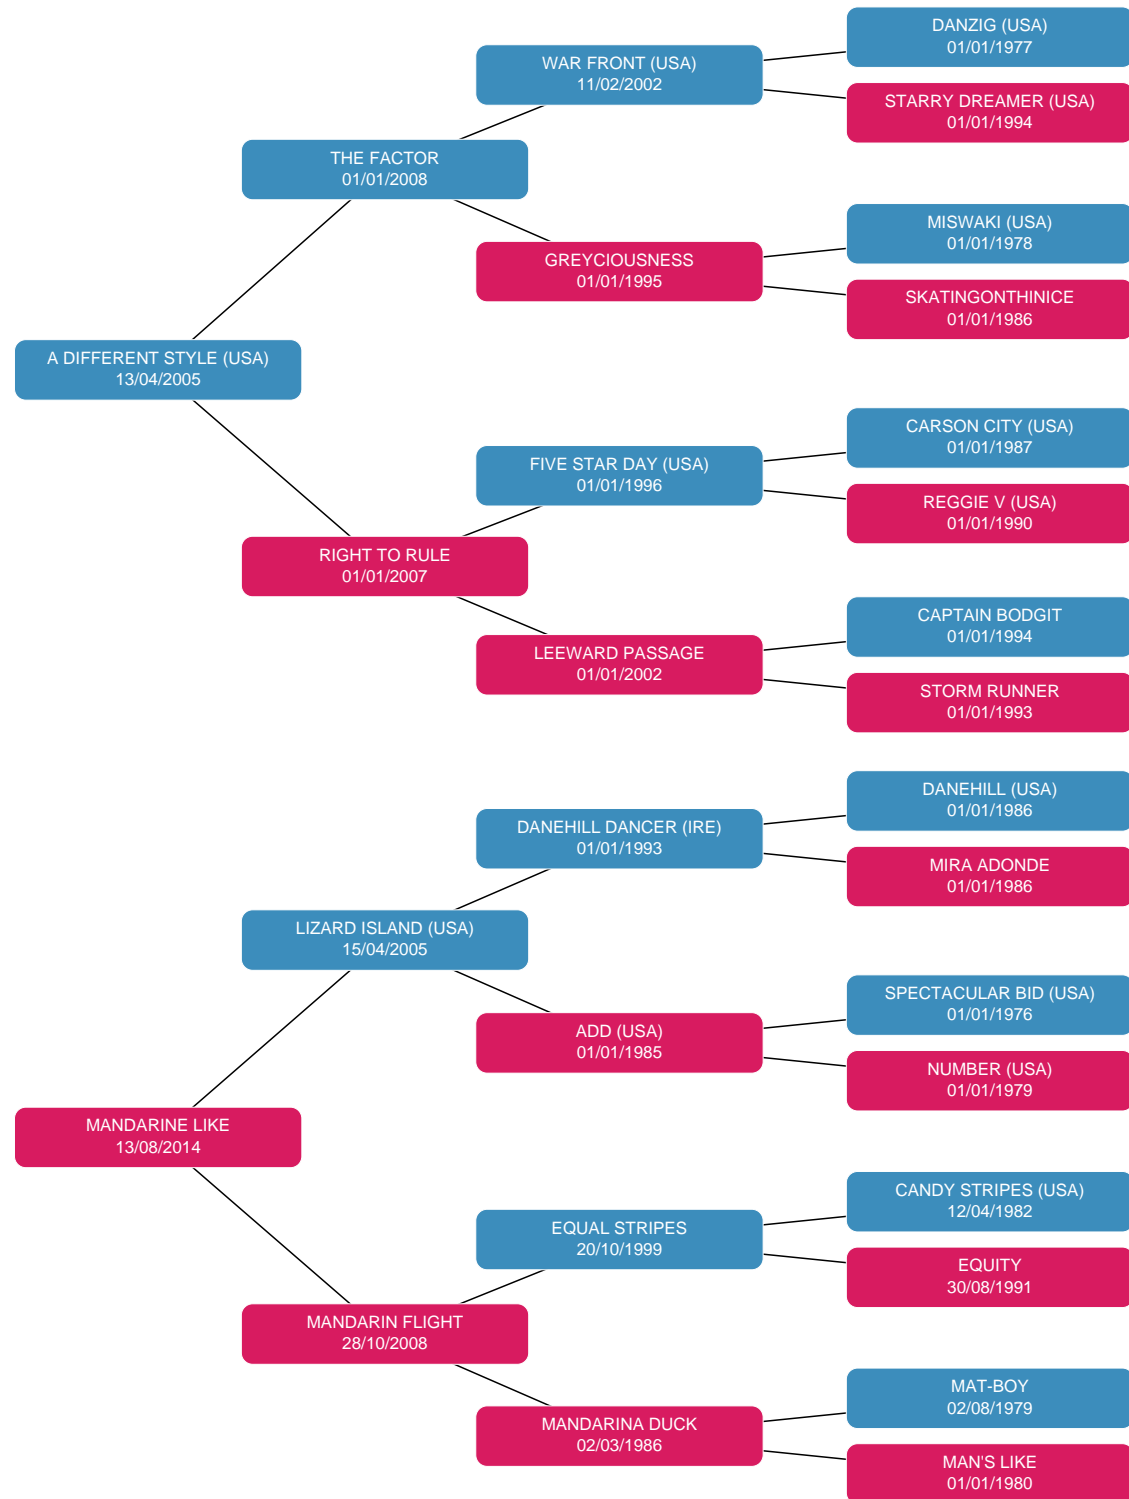 DANZIG (USA)
01/01/1977
WAR FRONT (USA)
11/02/2002
STARRY DREAMER (USA)
01/01/1994
THE FACTOR
01/01/2008
MISWAKI (USA)
01/01/1978
GREYCIOUSNESS
01/01/1995
SKATINGONTHINICE
01/01/1986
A DIFFERENT STYLE (USA)
13/04/2005
CARSON CITY (USA)
01/01/1987
FIVE STAR DAY (USA)
01/01/1996
REGGIE V (USA)
01/01/1990
RIGHT TO RULE
01/01/2007
CAPTAIN BODGIT
01/01/1994
LEEWARD PASSAGE
01/01/2002
STORM RUNNER
01/01/1993
DANEHILL (USA)
01/01/1986
DANEHILL DANCER (IRE)
01/01/1993
MIRA ADONDE
01/01/1986
LIZARD ISLAND (USA)
15/04/2005
SPECTACULAR BID (USA)
01/01/1976
ADD (USA)
01/01/1985
NUMBER (USA)
01/01/1979
MANDARINE LIKE
13/08/2014
CANDY STRIPES (USA)
12/04/1982
EQUAL STRIPES
20/10/1999
EQUITY
30/08/1991
MANDARIN FLIGHT
28/10/2008
MAT-BOY
02/08/1979
MANDARINA DUCK
02/03/1986
MAN'S LIKE
01/01/1980